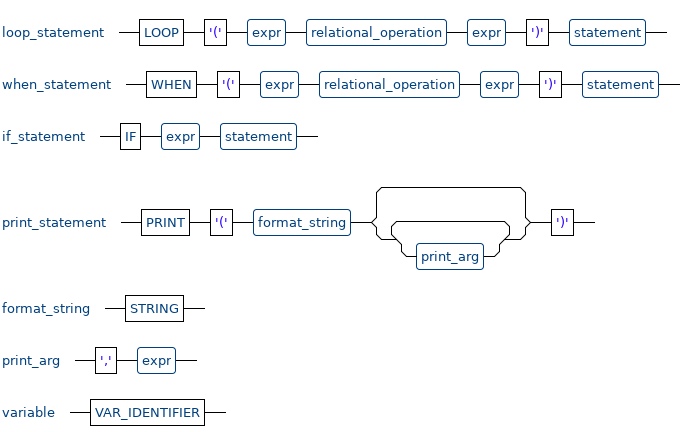 loop_statement LOOP '(' expr relational_operation expr ')' statement
when_statement WHEN '(' expr relational_operation expr ')' statement
if_statement IF expr statement
print_statement PRINT '(' format_string print_arg ')'
format_string STRING
print_arg ',' expr
variable VAR_IDENTIFIER